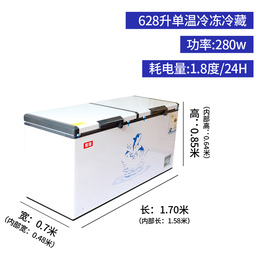 628升单温冷冻冷藏
功率:280w
耗电量:1.8度/24H
高：0.85米
(内部高：0.64米)
宽：0.7米
(内部宽：0.48米)
长：1.70米
(内部长：1.58米)